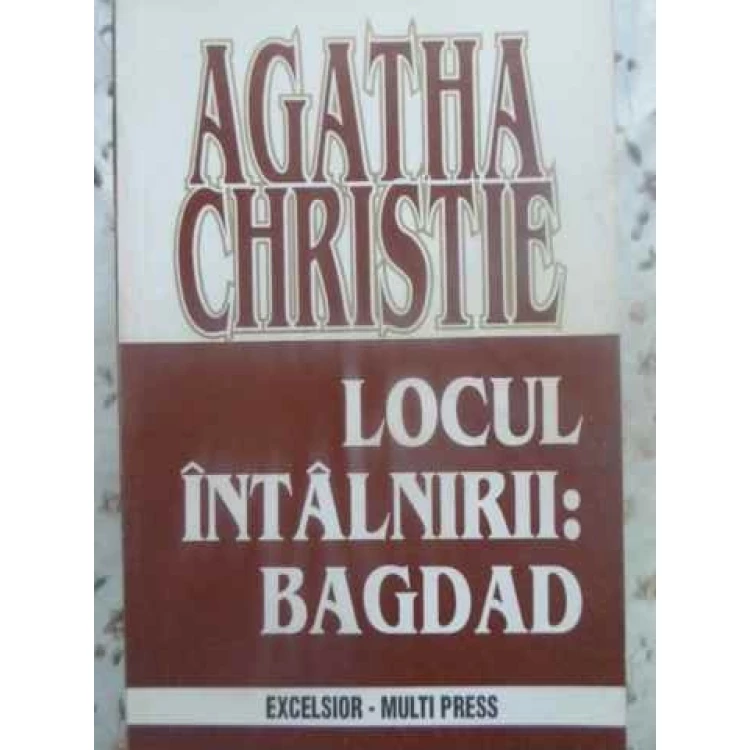 AGATHA
CHRISTIE
LOCUL
ÎNTÂLNIRII:
BAGDAD
EXCELSIOR - MULTI PRESS